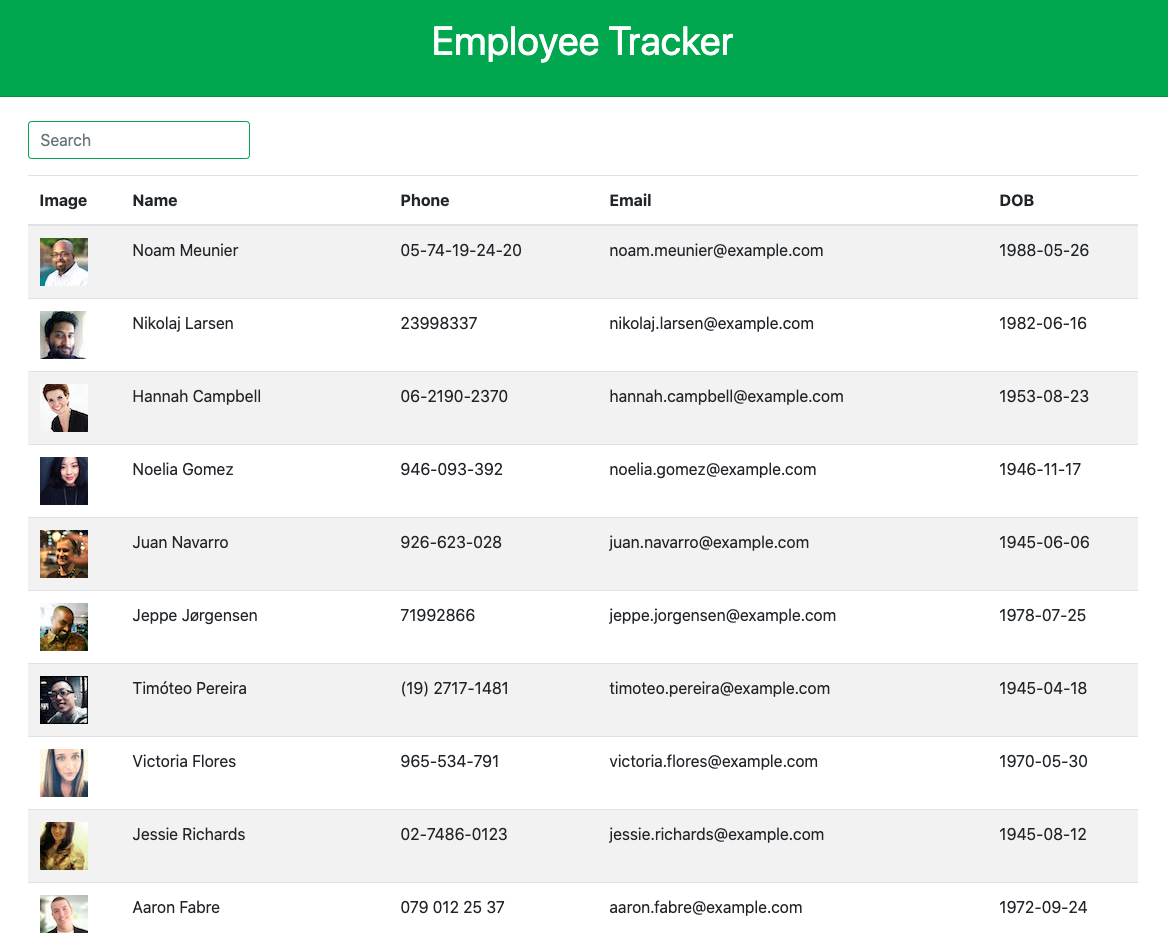 Employee Tracker
Search
Image Name Phone Email DOB
Noam Meunier 05-74-19-24-20 noam.meunier@example.com 1988-05-26
Nikolaj Larsen 23998337 nikolaj.larsen@example.com 1982-06-16
Hannah Campbell 06-2190-2370 hannah.campbell@example.com 1953-08-23
Noelia Gomez 946-093-392 noelia.gomez@example.com 1946-11-17
Juan Navarro 926-623-028 juan.navarro@example.com 1945-06-06
Jeppe Jørgensen 71992866 jeppe.jorgensen@example.com 1978-07-25
Timóteo Pereira (19) 2717-1481 timoteo.pereira@example.com 1945-04-18
Victoria Flores 965-534-791 victoria.flores@example.com 1970-05-30
Jessie Richards 02-7486-0123 jessie.richards@example.com 1945-08-12
Aaron Fabre 079 012 25 37 aaron.fabre@example.com 1972-09-24